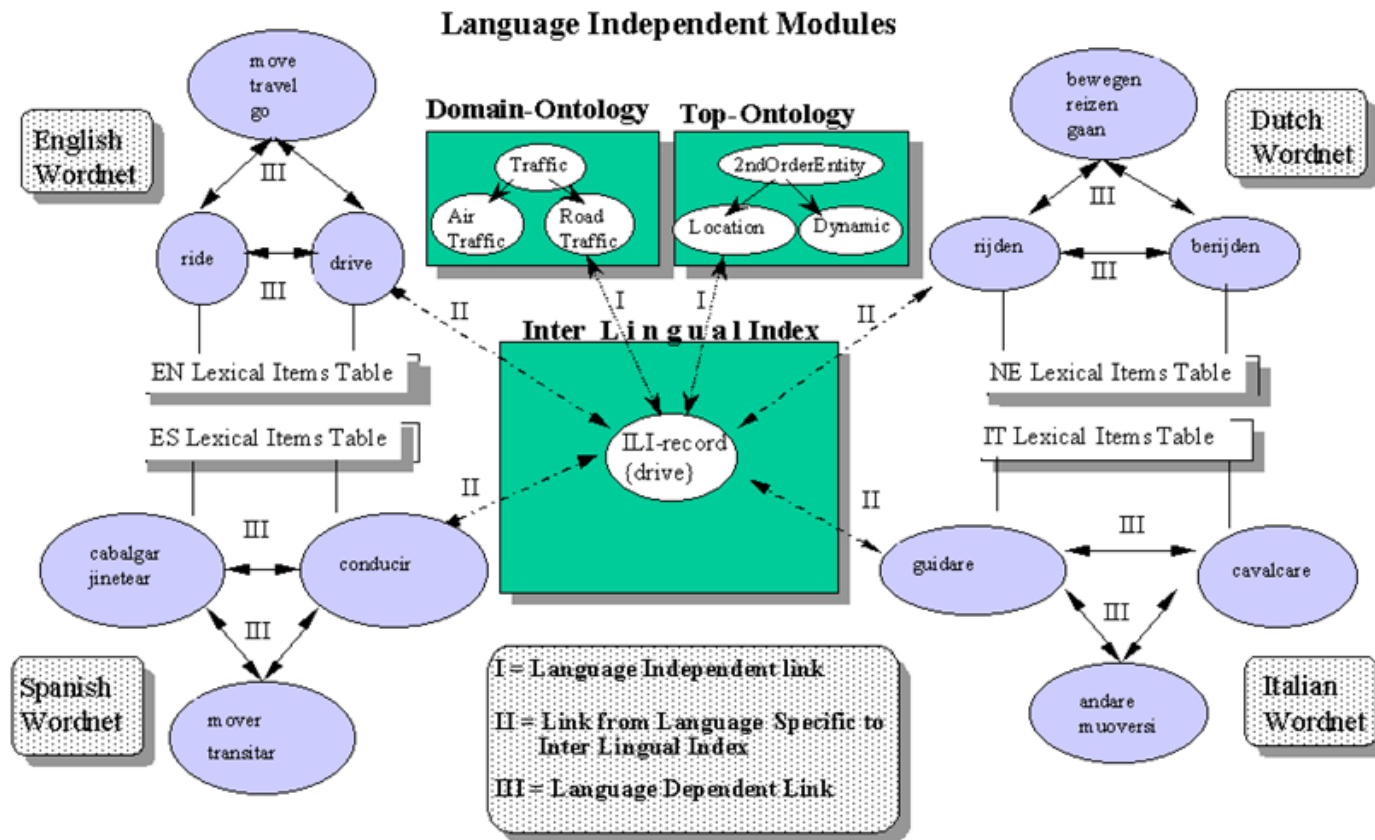 Language Independent Modules
move
travel
go
English
Wordnet
III
ride
drive
III
EN Lexical Items Table
Domain-Ontology
Traffic
Air
Traffic
Road
Traffic
Top-Ontology
2ndOrderEntity
Location
Dynamic
bewegen
reizen
gaan
Dutch
Wordnet
III
rijden
berijden
III
NE Lexical Items Table
II
I
I
II
Inter Lingual Index
ILI-record
{drive}
II
II
ES Lexical Items Table
III
cabalgar
jinetear
conducir
III
Spanish
Wordnet
mover
transitar
IT Lexical Items Table
III
guidare
cavalcare
III
Italian
Wordnet
andare
muoversi
I = Language Independent link
II = Link from Language Specific to
Inter Lingual Index
III = Language Dependent Link